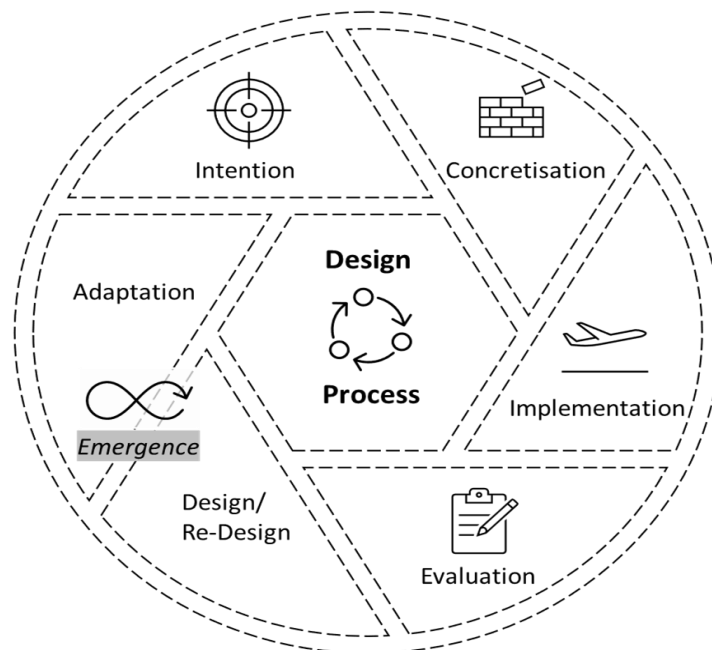 Intention
Concretisation
Design
Process
Adaptation
Emergence
Implementation
Design/
Re-Design
Evaluation